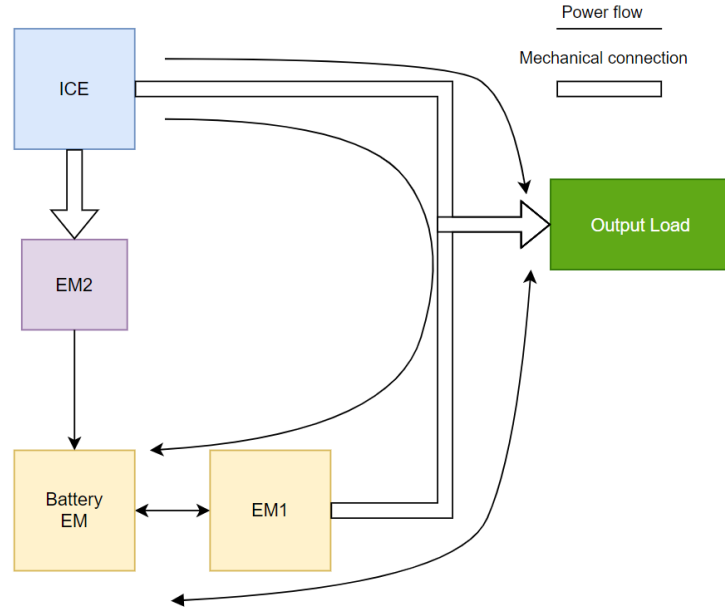 Power flow
Mechanical connection
ICE
Output Load
EM2
Battery
EM
EM1